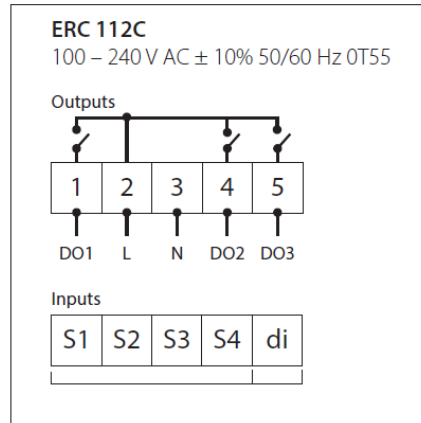 ERC 112C
100 – 240 V AC ± 10% 50/60 Hz 0T55
Outputs
1 2 3 4 5
DO1 L N DO2 DO3
Inputs
S1 S2 S3 S4 di